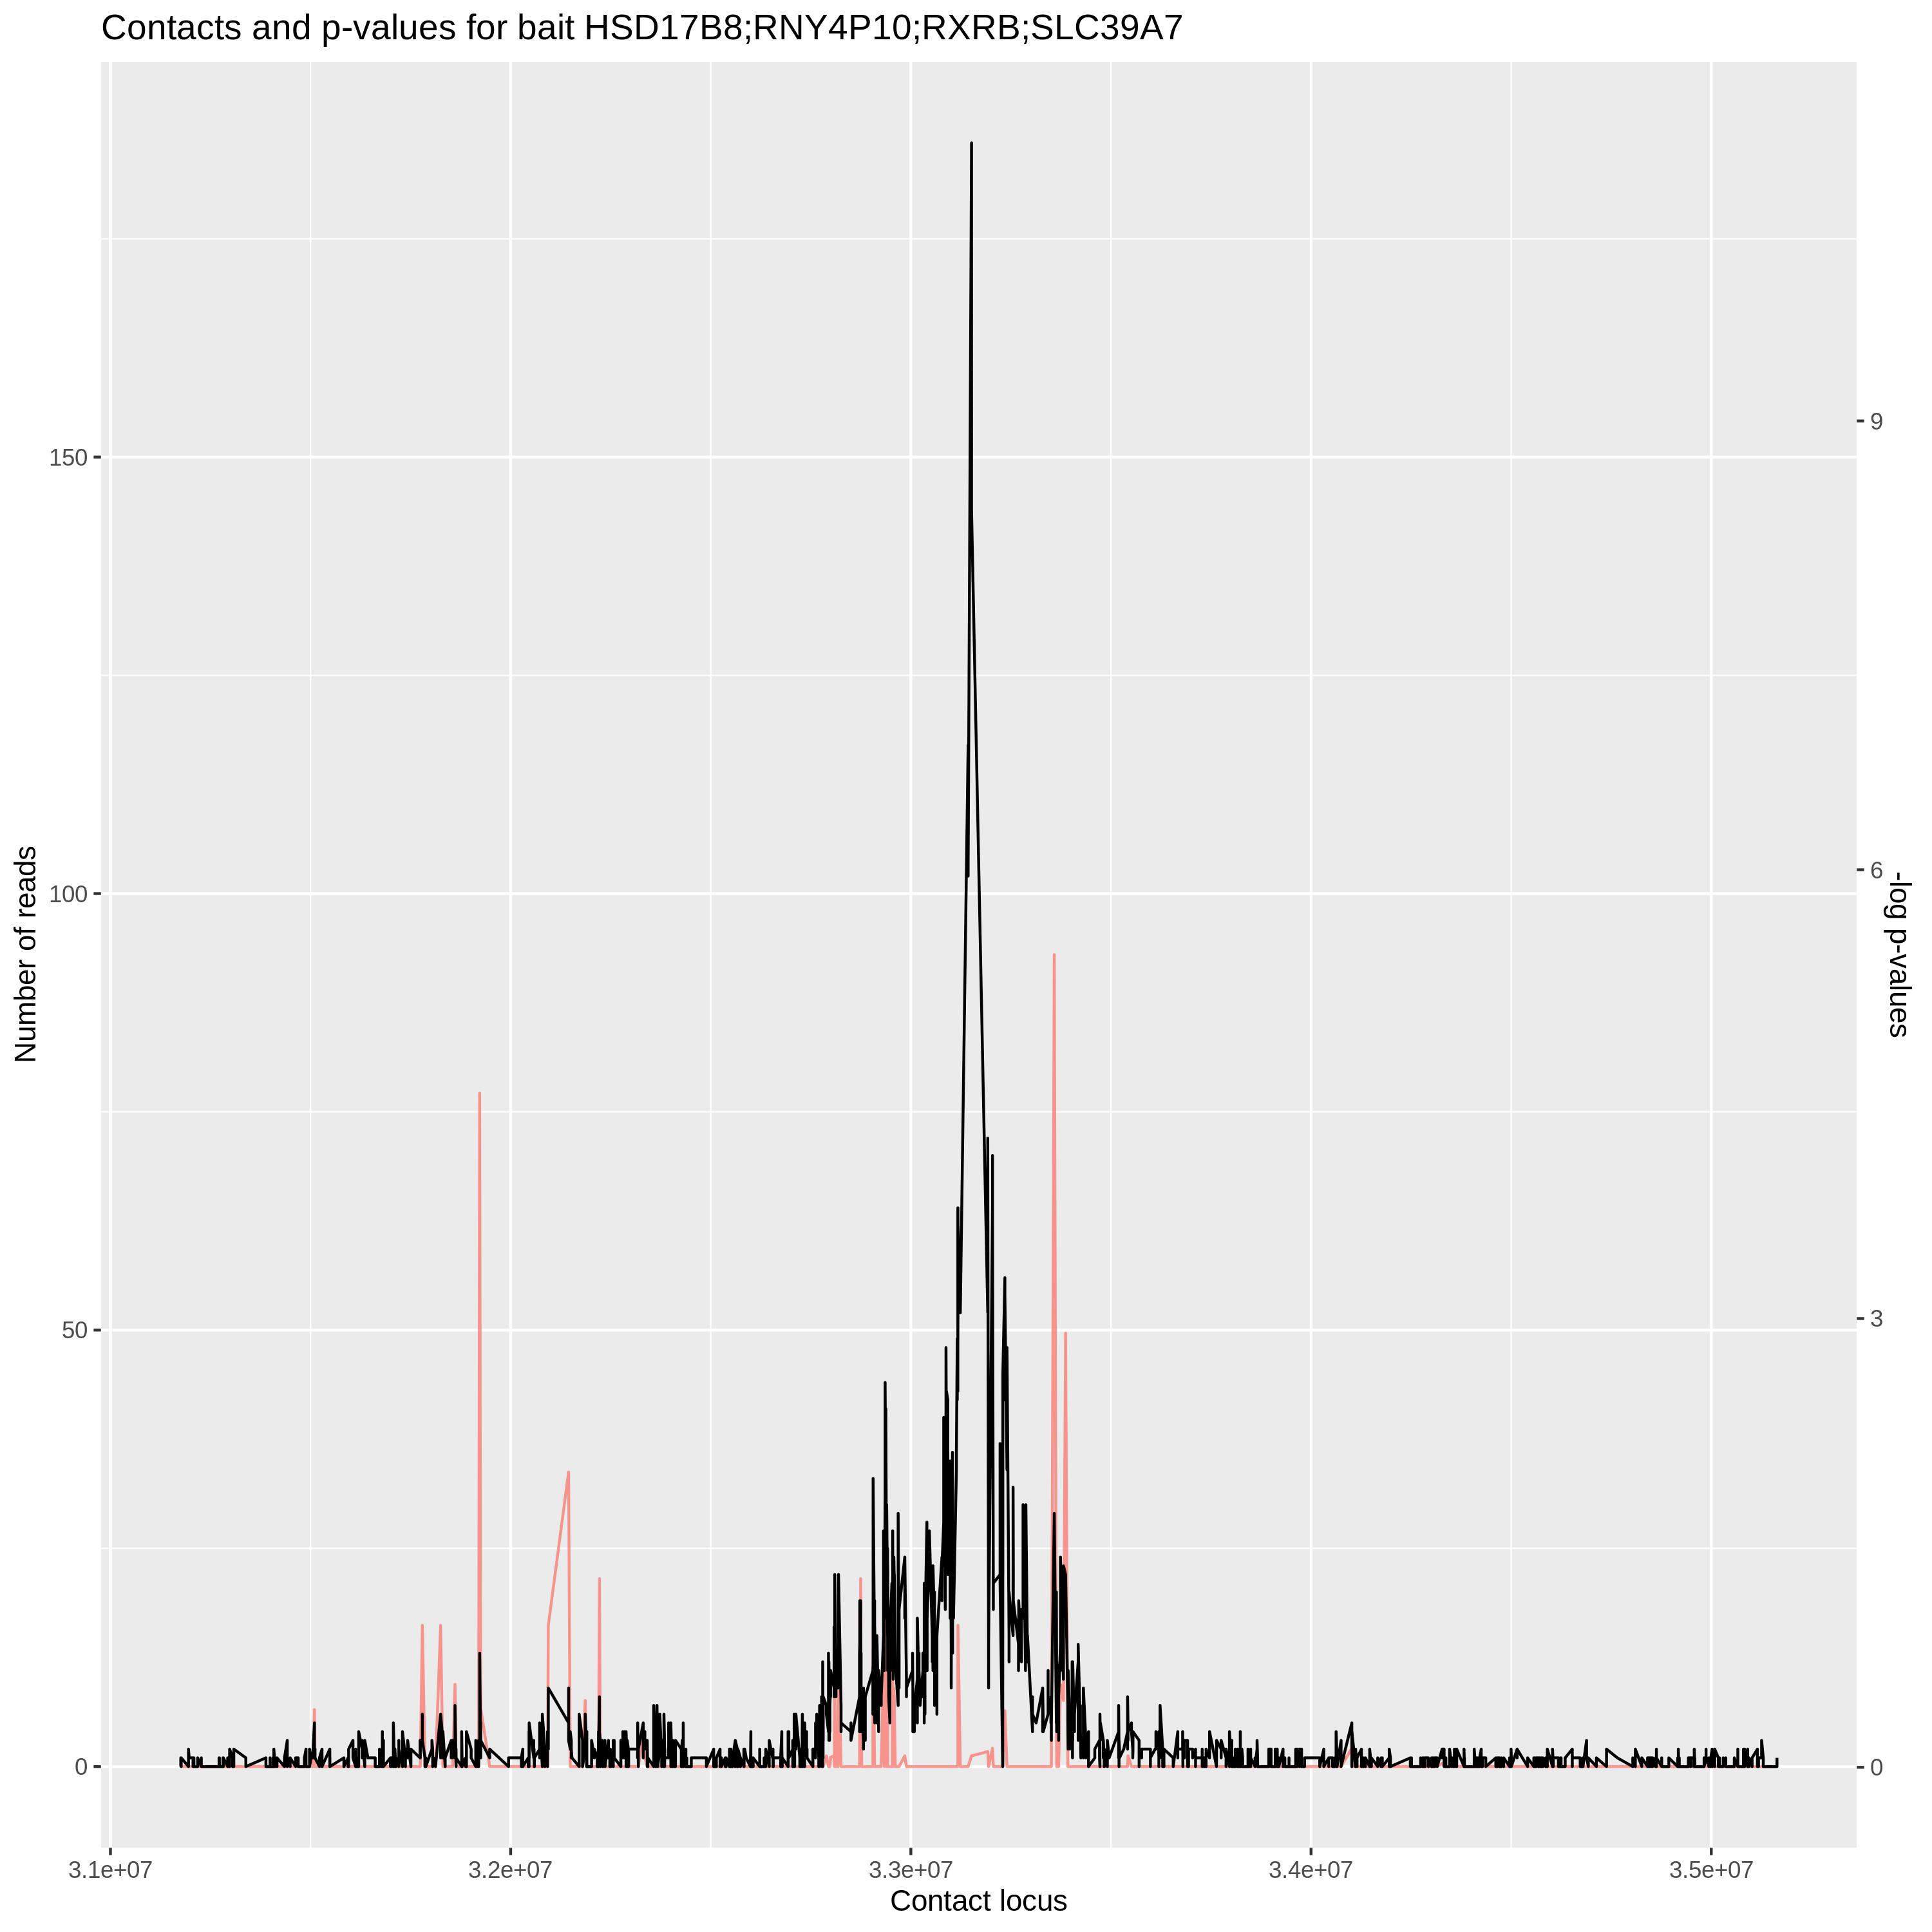 Contacts and p-values for bait HSD17B8;RNY4P10;RXRB;SLC39A7
150
100
50
0
Number of reads
9
6
3
0
-log p-values
3.1e+07
3.2e+07
3.3e+07
3.4e+07
3.5e+07
Contact locus